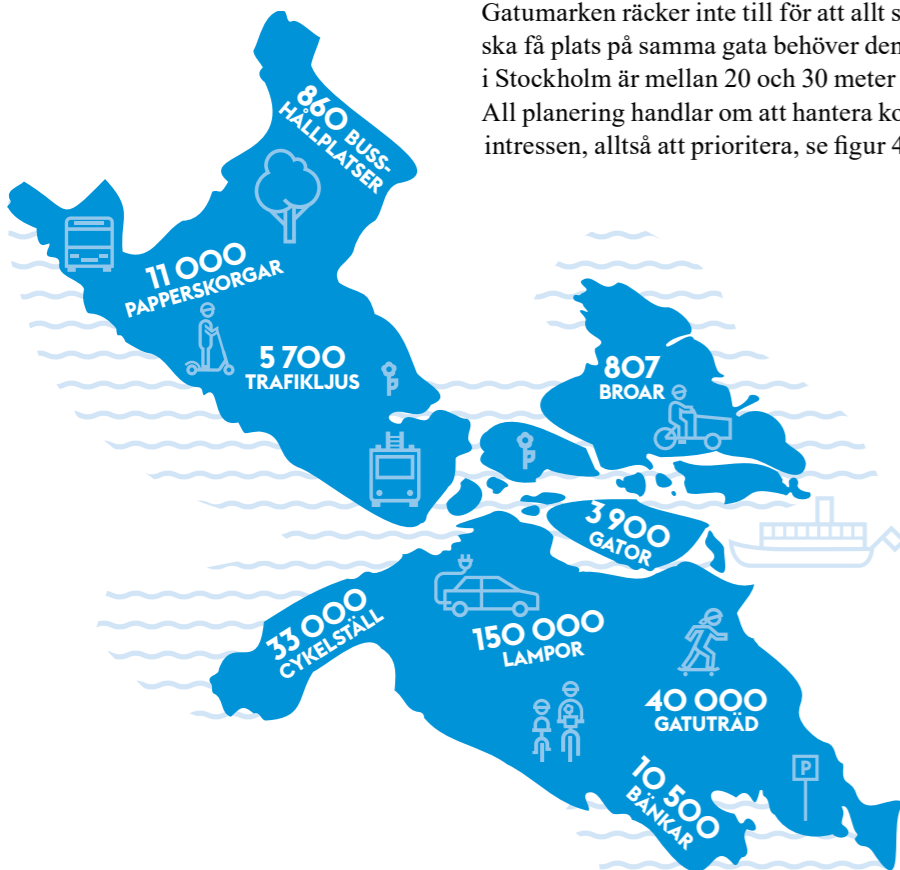 Gatumarken räcker inte till för att allt s
ska få plats på samma gata behöver den
i Stockholm är mellan 20 och 30 meter
All planering handlar om att hantera ko
intressen, alltså att prioritera, se figur 4
860 BUSS-
HÅLLPLATSER
11 000
PAPPERSKORGAR
5 700
TRAFIKLJUS
807
BROAR
3 900
GATOR
33 000
CYKELSTÄLL
150 000
LAMPOR
40 000
GATUTRÄD
10 500
BÄNKAR
P